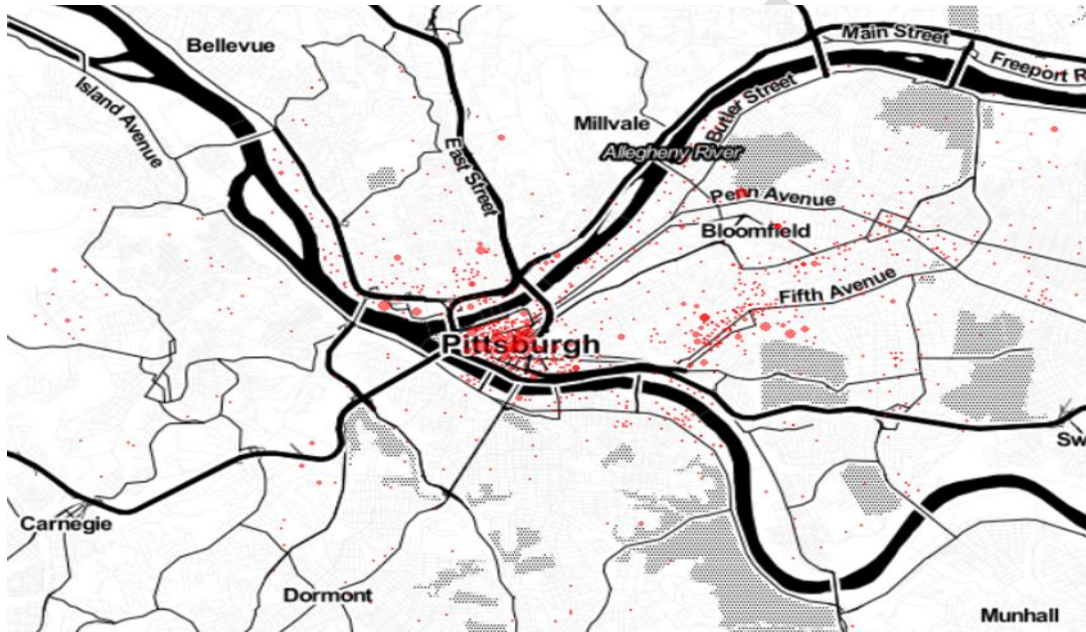 Main Street
Bellevue
Freeport R
Island Avenue
Butler Street
Millvale
East Street
Allegheny River
Penn Avenue
Bloomfield
Fifth Avenue
Pittsburgh
Sw
Carnegie
Dormont
Munhall